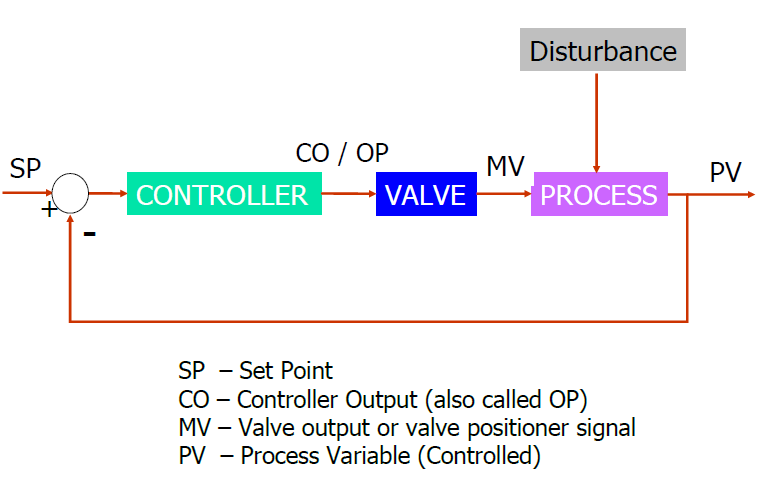 Disturbance
SP
CO / OP
MV
PV
+
CONTROLLER
VALVE
PROCESS
-
SP – Set Point
CO – Controller Output (also called OP)
MV – Valve output or valve positioner signal
PV – Process Variable (Controlled)